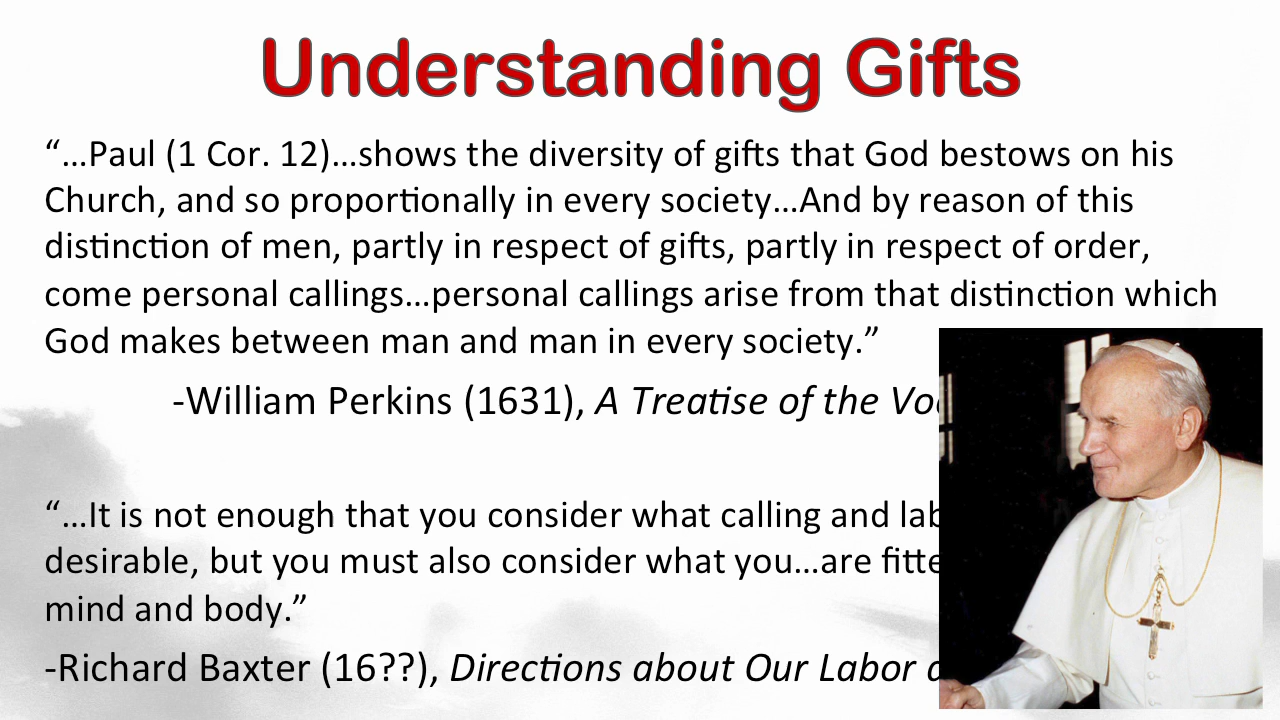 Understanding Gifts
“…Paul (1 Cor. 12)…shows the diversity of gifts that God bestows on his
Church, and so proportionally in every society…And by reason of this
distinction of men, partly in respect of gifts, partly in respect of order,
come personal callings…personal callings arise from that distinction which
God makes between man and man in every society.”
-William Perkins (1631), A Treatise of the
“…It is not enough that you consider what calling and
desirable, but you must also consider what you…are
mind and body.”
-Richard Baxter (16??), Directions about Our Labor